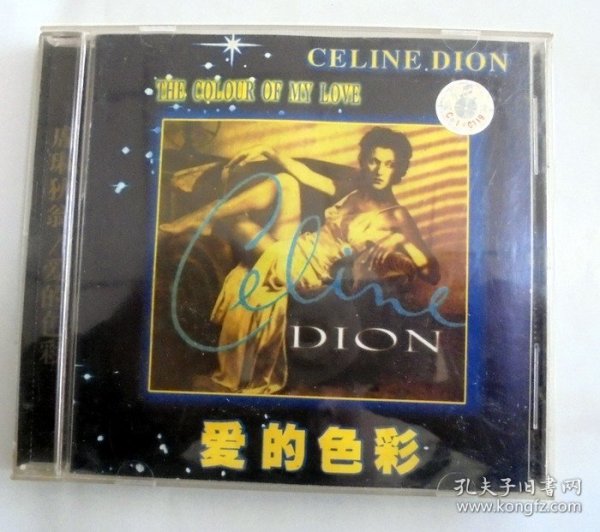 CELINE DION
THE COLOUR OF MY LOVE
Celine
DION
爱的色彩
孔夫子旧书网
www.kongfz.com